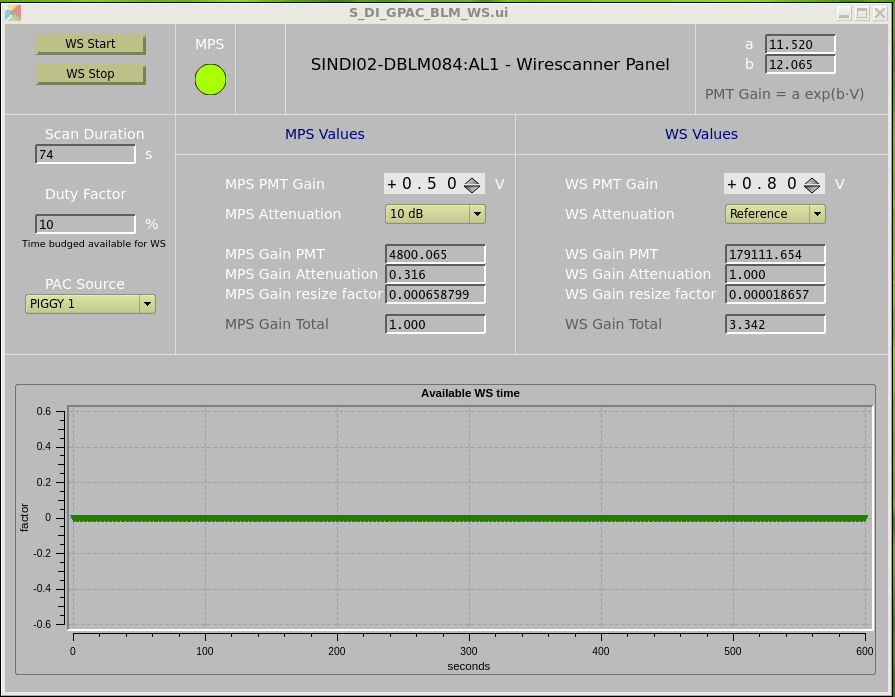 S_DI_GPAC_BLM_WS.ui
WS Start
WS Stop
MPS
SINDI02-DBLM084:AL1 - Wirescanner Panel
a 11.520
b 12.065
PMT Gain = a exp(b·V)
Scan Duration
74 s
Duty Factor
10 %
Time budged available for WS
PAC Source
PIGGY 1
MPS Values
MPS PMT Gain +0.50 V
MPS Attenuation 10 dB
MPS Gain PMT 4800.065
MPS Gain Attenuation 0.316
MPS Gain resize factor 0.000658799
MPS Gain Total 1.000
WS Values
WS PMT Gain +0.80 V
WS Attenuation Reference
WS Gain PMT 179111.654
WS Gain Attenuation 1.000
WS Gain resize factor 0.000018657
WS Gain Total 3.342
Available WS time
factor
0.6
0.4
0.2
0
-0.2
-0.4
-0.6
0 100 200 300 400 500 600
seconds